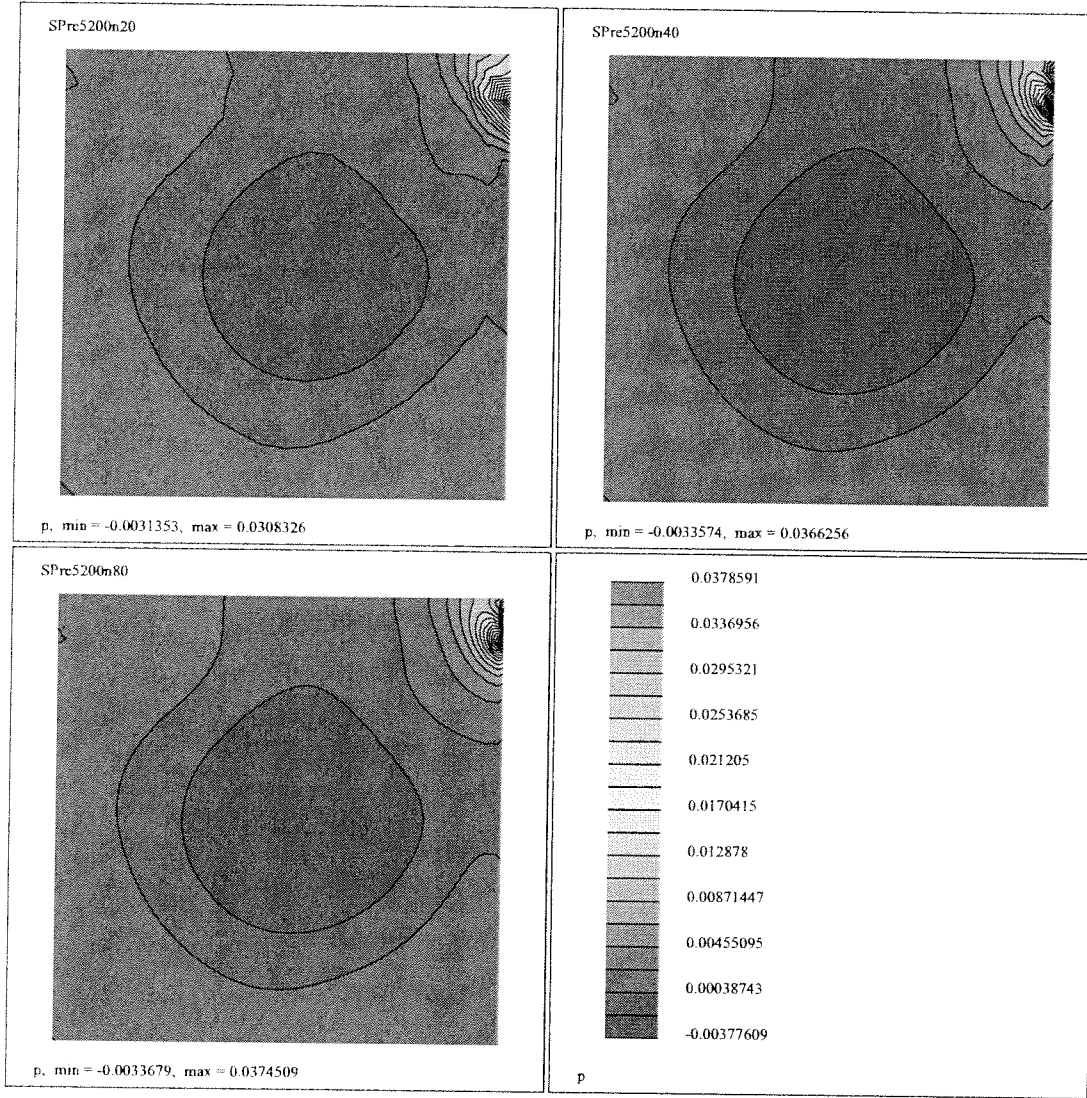 SPre5200n20
p, min = -0.0031353, max = 0.0308326
SPre5200n40
p, min = -0.0033574, max = 0.0366256
SPre5200n80
p, min = -0.0033679, max = 0.0374509
0.0378591
0.0336956
0.0295321
0.0253685
0.021205
0.0170415
0.012878
0.00871447
0.00455095
0.00038743
-0.00377609
p